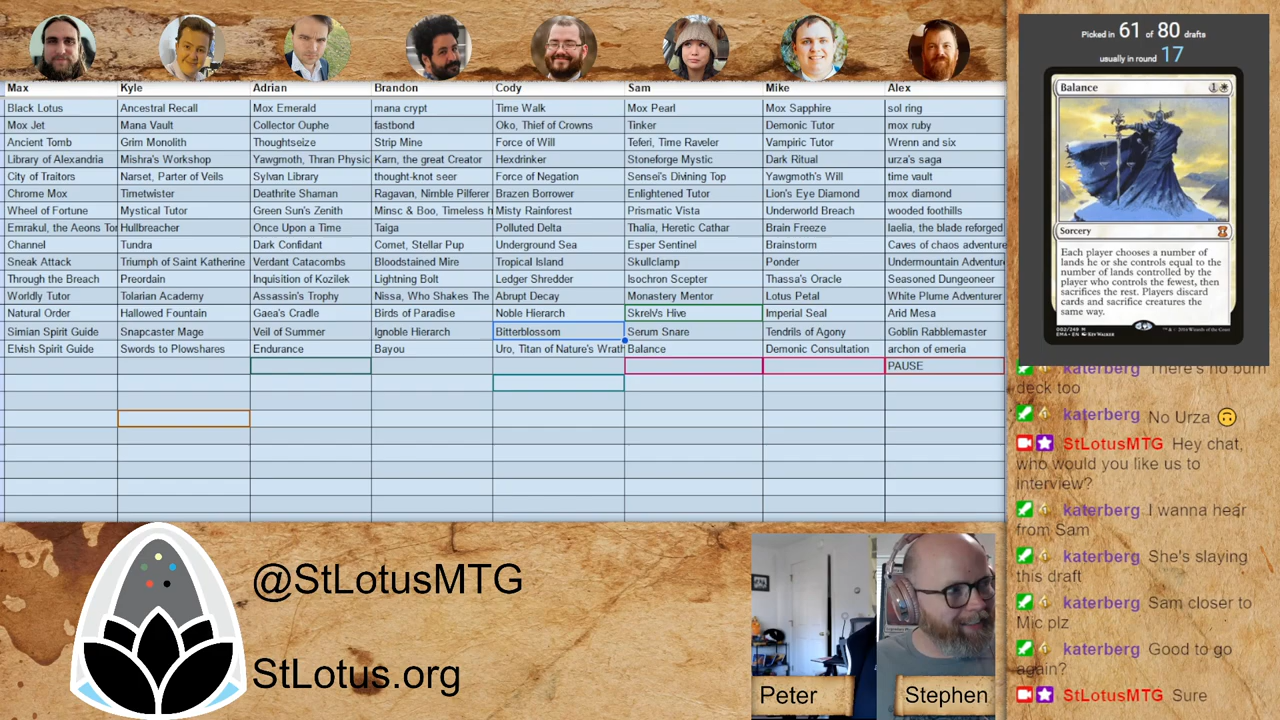 Max Kyle Adrian Brandon Cody Sam Mike Alex
Black Lotus Ancestral Recall Mox Emerald mana crypt Time Walk Mox Pearl Mox Sapphire sol ring
Mox Jet Mana Vault Collector Ouphe fastbond Oko, Thief of Crowns Tinker Demonic Tutor mox ruby
Ancient Tomb Grim Monolith Thoughtseize Strip Mine Force of Will Teferi, Time Raveler Vampiric Tutor Wrenn and six
Library of Alexandria Mishra's Workshop Yawgmoth, Thran Physic Karn, the great Creator Hexdrinker Stoneforge Mystic Dark Ritual urza's saga
City of Traitors Narset, Parter of Veils Sylvan Library thought-knot seer Force of Negation Sensei's Divining Top Yawgmoth's Will time vault
Chrome Mox Timetwister Deathrite Shaman Ragavan, Nimble Pilferer Brazen Borrower Enlightened Tutor Lion's Eye Diamond mox diamond
Wheel of Fortune Mystical Tutor Green Sun's Zenith Minsc & Boo, Timeless h Misty Rainforest Prismatic Vista Underworld Breach wooded foothills
Emrakul, the Aeons Tor Hullbreacher Once Upon a Time Taiga Polluted Delta Thalia, Heretic Cathar Brain Freeze laelia, the blade reforged
Channel Tundra Dark Confidant Comet, Stellar Pup Underground Sea Esper Sentinel Brainstorm Caves of chaos adventure
Sneak Attack Triumph of Saint Katherine Verdant Catacombs Bloodstained Mire Tropical Island Skullclamp Ponder Undermountain Adventur
Through the Breach Preordain Inquisition of Kozilek Lightning Bolt Ledger Shredder Isochron Scepter Thassa's Oracle Seasoned Dungeoneer
Worldly Tutor Tolarian Academy Assassin's Trophy Nissa, Who Shakes The Abrupt Decay Monastery Mentor Lotus Petal White Plume Adventurer
Natural Order Hallowed Fountain Gaea's Cradle Birds of Paradise Noble Hierarch Skrelv's Hive Imperial Seal Arid Mesa
Simian Spirit Guide Snapcaster Mage Veil of Summer Ignoble Hierarch Bitterblossom Serum Snare Tendrils of Agony Goblin Rabblemaster
Elvish Spirit Guide Swords to Plowshares Endurance Bayou Uro, Titan of Nature's Wrath Balance Demonic Consultation archon of emeria
PAUSE
@StLotusMTG
StLotus.org
Peter
Stephen
Picked in 61 of 80 drafts
usually in round 17
Balance
Sorcery
Each player chooses a number of
lands he or she controls equal to the
number of lands controlled by the
player who controls the fewest, then
sacrifices the rest. Players discard
cards and sacrifice creatures the
same way.
katerberg There's no burn
deck too
katerberg No Urza 🙃
StLotusMTG Hey chat,
who would you like us to
interview?
katerberg I wanna hear
from Sam
katerberg She's slaying
this draft
katerberg Sam closer to
Mic plz
katerberg Good to go
again?
StLotusMTG Sure